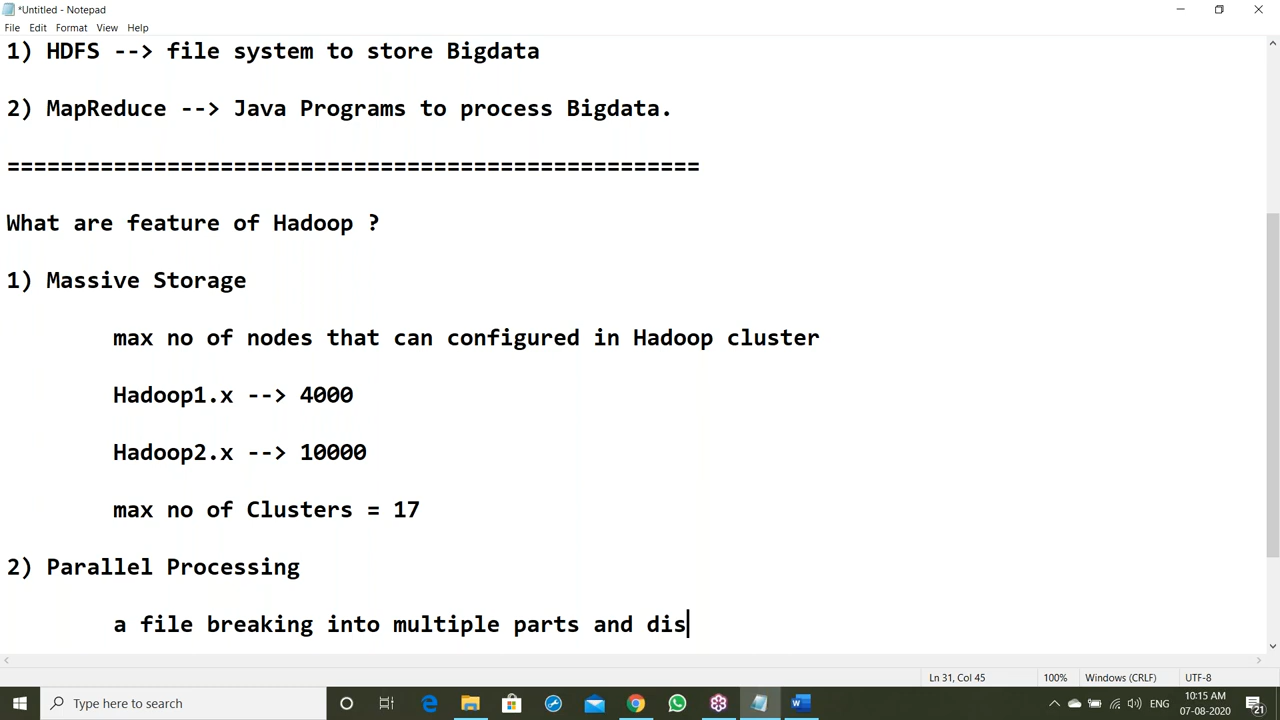 *Untitled - Notepad
File Edit Format View Help
1) HDFS --> file system to store Bigdata
2) MapReduce --> Java Programs to process Bigdata.
====================================================
What are feature of Hadoop ?
1) Massive Storage
max no of nodes that can configured in Hadoop cluster
Hadoop1.x --> 4000
Hadoop2.x --> 10000
max no of Clusters = 17
2) Parallel Processing
a file breaking into multiple parts and dis
Ln 31, Col 45 100% Windows (CRLF) UTF-8
Type here to search ENG 10:15 AM 07-08-2020 21